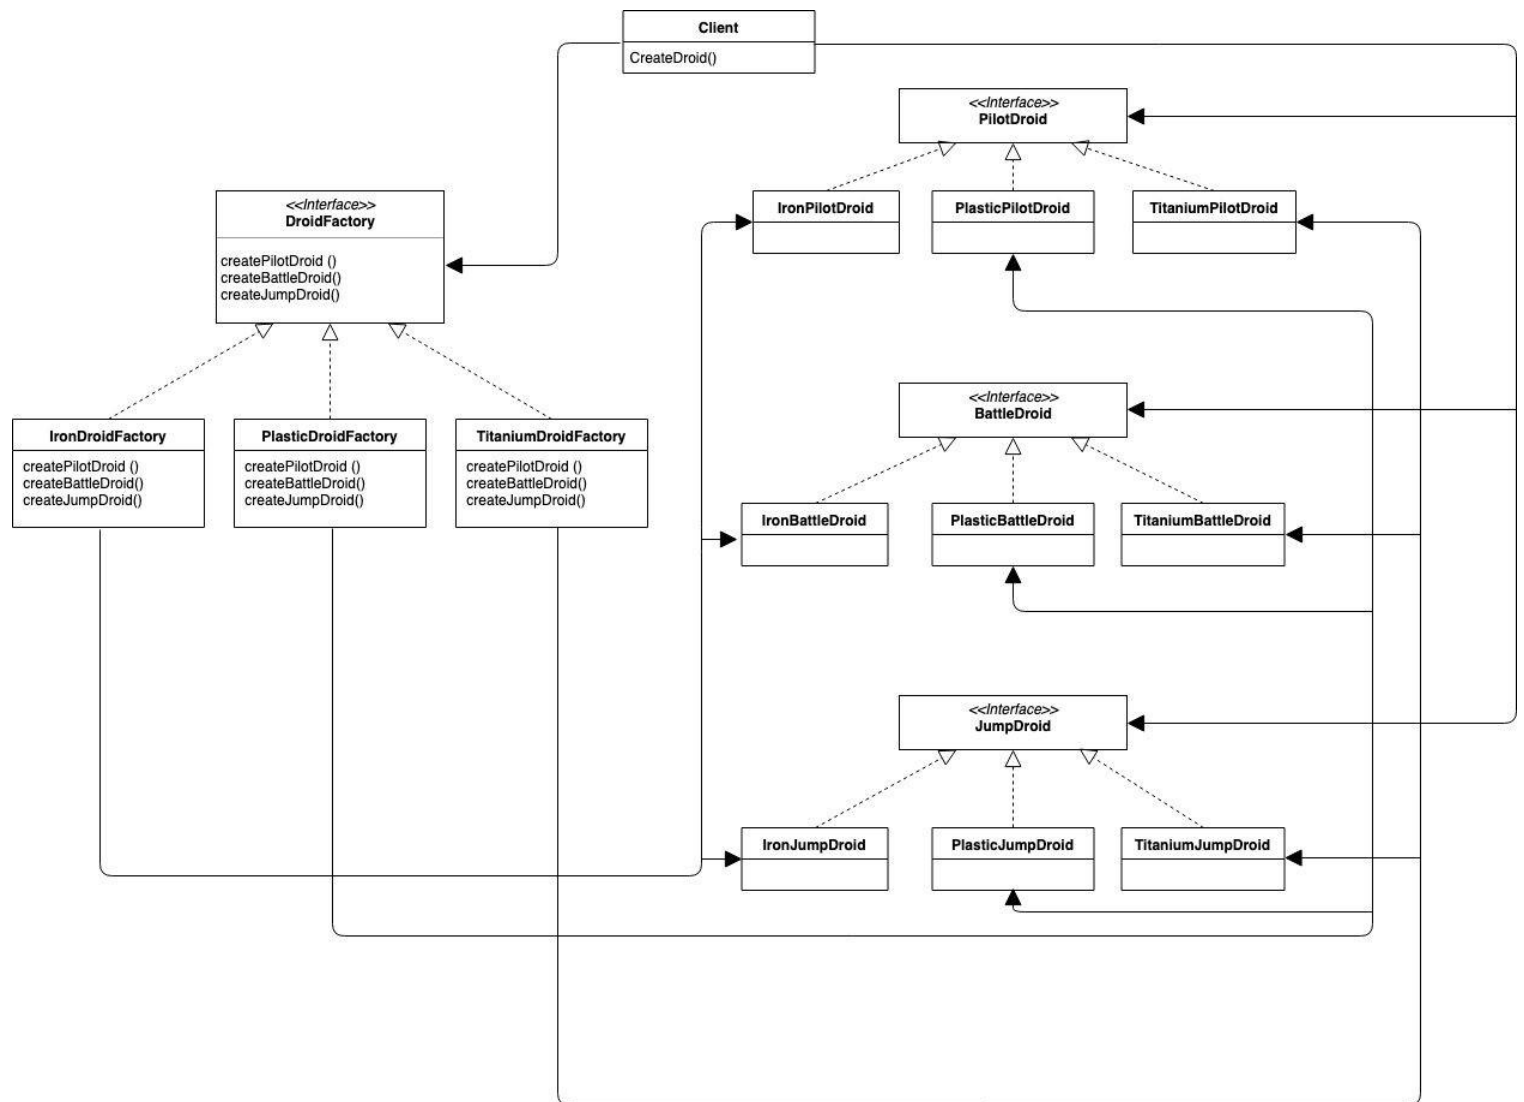 Client
CreateDroid()
<<Interface>>
PilotDroid
IronPilotDroid
PlasticPilotDroid
TitaniumPilotDroid
<<Interface>>
DroidFactory
createPilotDroid ()
createBattleDroid()
createJumpDroid()
<<Interface>>
BattleDroid
IronDroidFactory
createPilotDroid ()
createBattleDroid()
createJumpDroid()
PlasticDroidFactory
createPilotDroid ()
createBattleDroid()
createJumpDroid()
TitaniumDroidFactory
createPilotDroid ()
createBattleDroid()
createJumpDroid()
IronBattleDroid
PlasticBattleDroid
TitaniumBattleDroid
<<Interface>>
JumpDroid
IronJumpDroid
PlasticJumpDroid
TitaniumJumpDroid